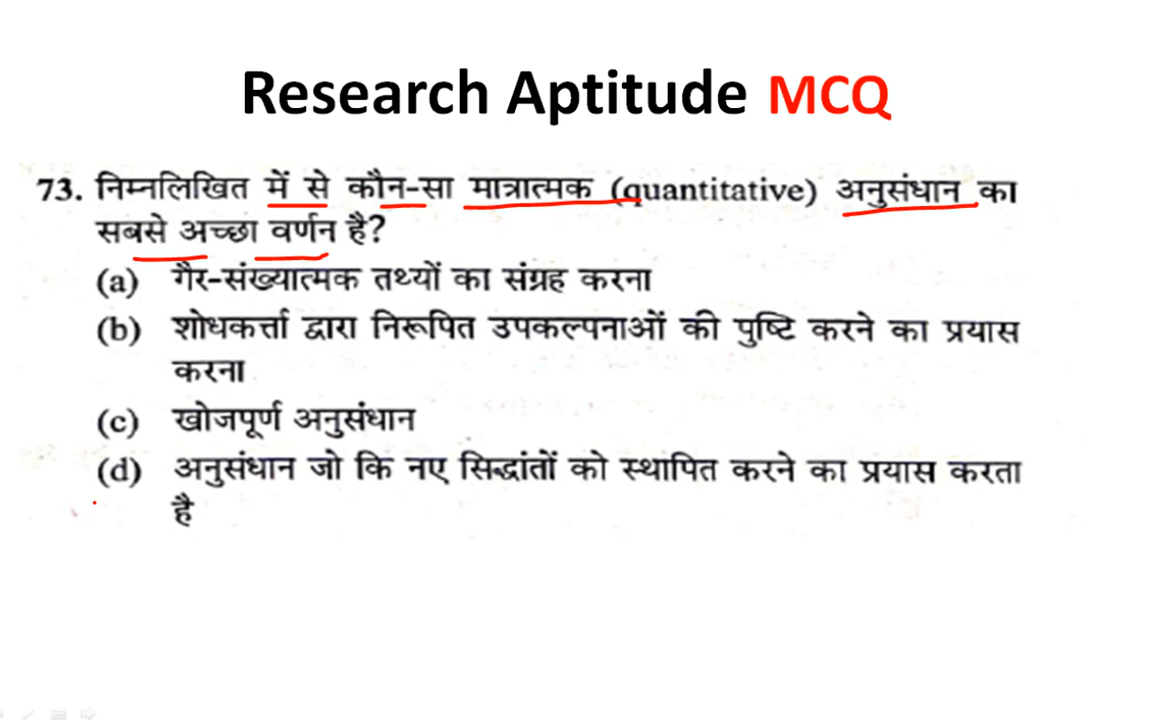 Research Aptitude MCQ
73. निम्नलिखित में से कौन-सा मात्रात्मक (quantitative) अनुसंधान का
सबसे अच्छा वर्णन है?
(a) गैर-संख्यात्मक तथ्यों का संग्रह करना
(b) शोधकर्त्ता द्वारा निरूपित उपकल्पनाओं की पुष्टि करने का प्रयास
करना
(c) खोजपूर्ण अनुसंधान
(d) अनुसंधान जो कि नए सिद्धांतों को स्थापित करने का प्रयास करता
है